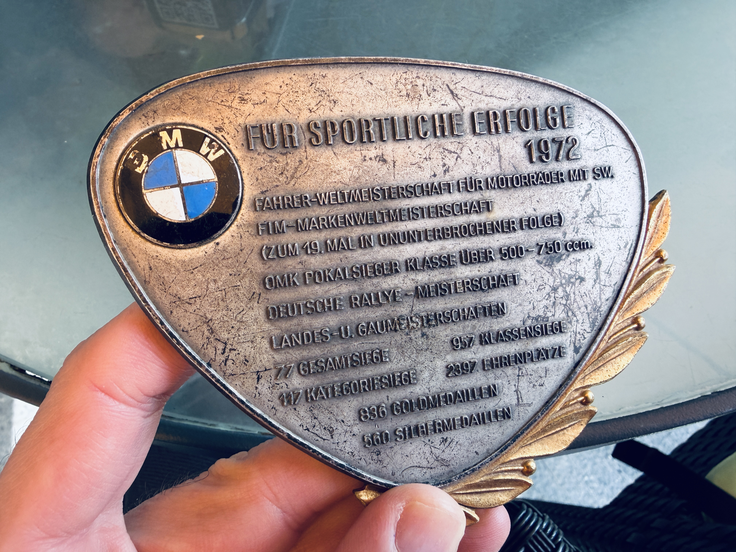 BMW
FÜR SPORTLICHE ERFOLGE
1972
FAHRER-WELTMEISTERSCHAFT FÜR MOTORRÄDER MIT SW.
FIM-MARKENWELTMEISTERSCHAFT
(ZUM 19. MAL IN UNUNTERBROCHENER FOLGE)
OMK POKALSIEGER KLASSE ÜBER 500-750 ccm.
DEUTSCHE RALLYE-MEISTERSCHAFT
LANDES- U. GAUMEISTERSCHAFTEN
77 GESAMTSIEGE 957 KLASSENSIEGE
117 KATEGORIESIEGE 2397 EHRENPLÄTZE
936 GOLDMEDAILLEN
560 SILBERMEDAILLEN